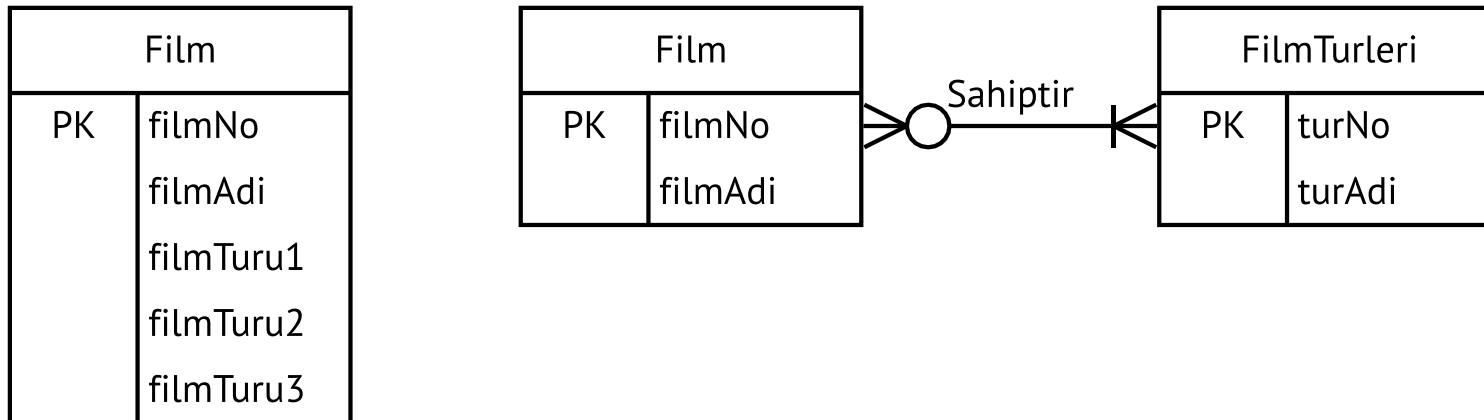 Film
PK filmNo
filmAdi
filmTuru1
filmTuru2
filmTuru3
Film
PK filmNo
filmAdi
Sahiptir
FilmTurleri
PK turNo
turAdi